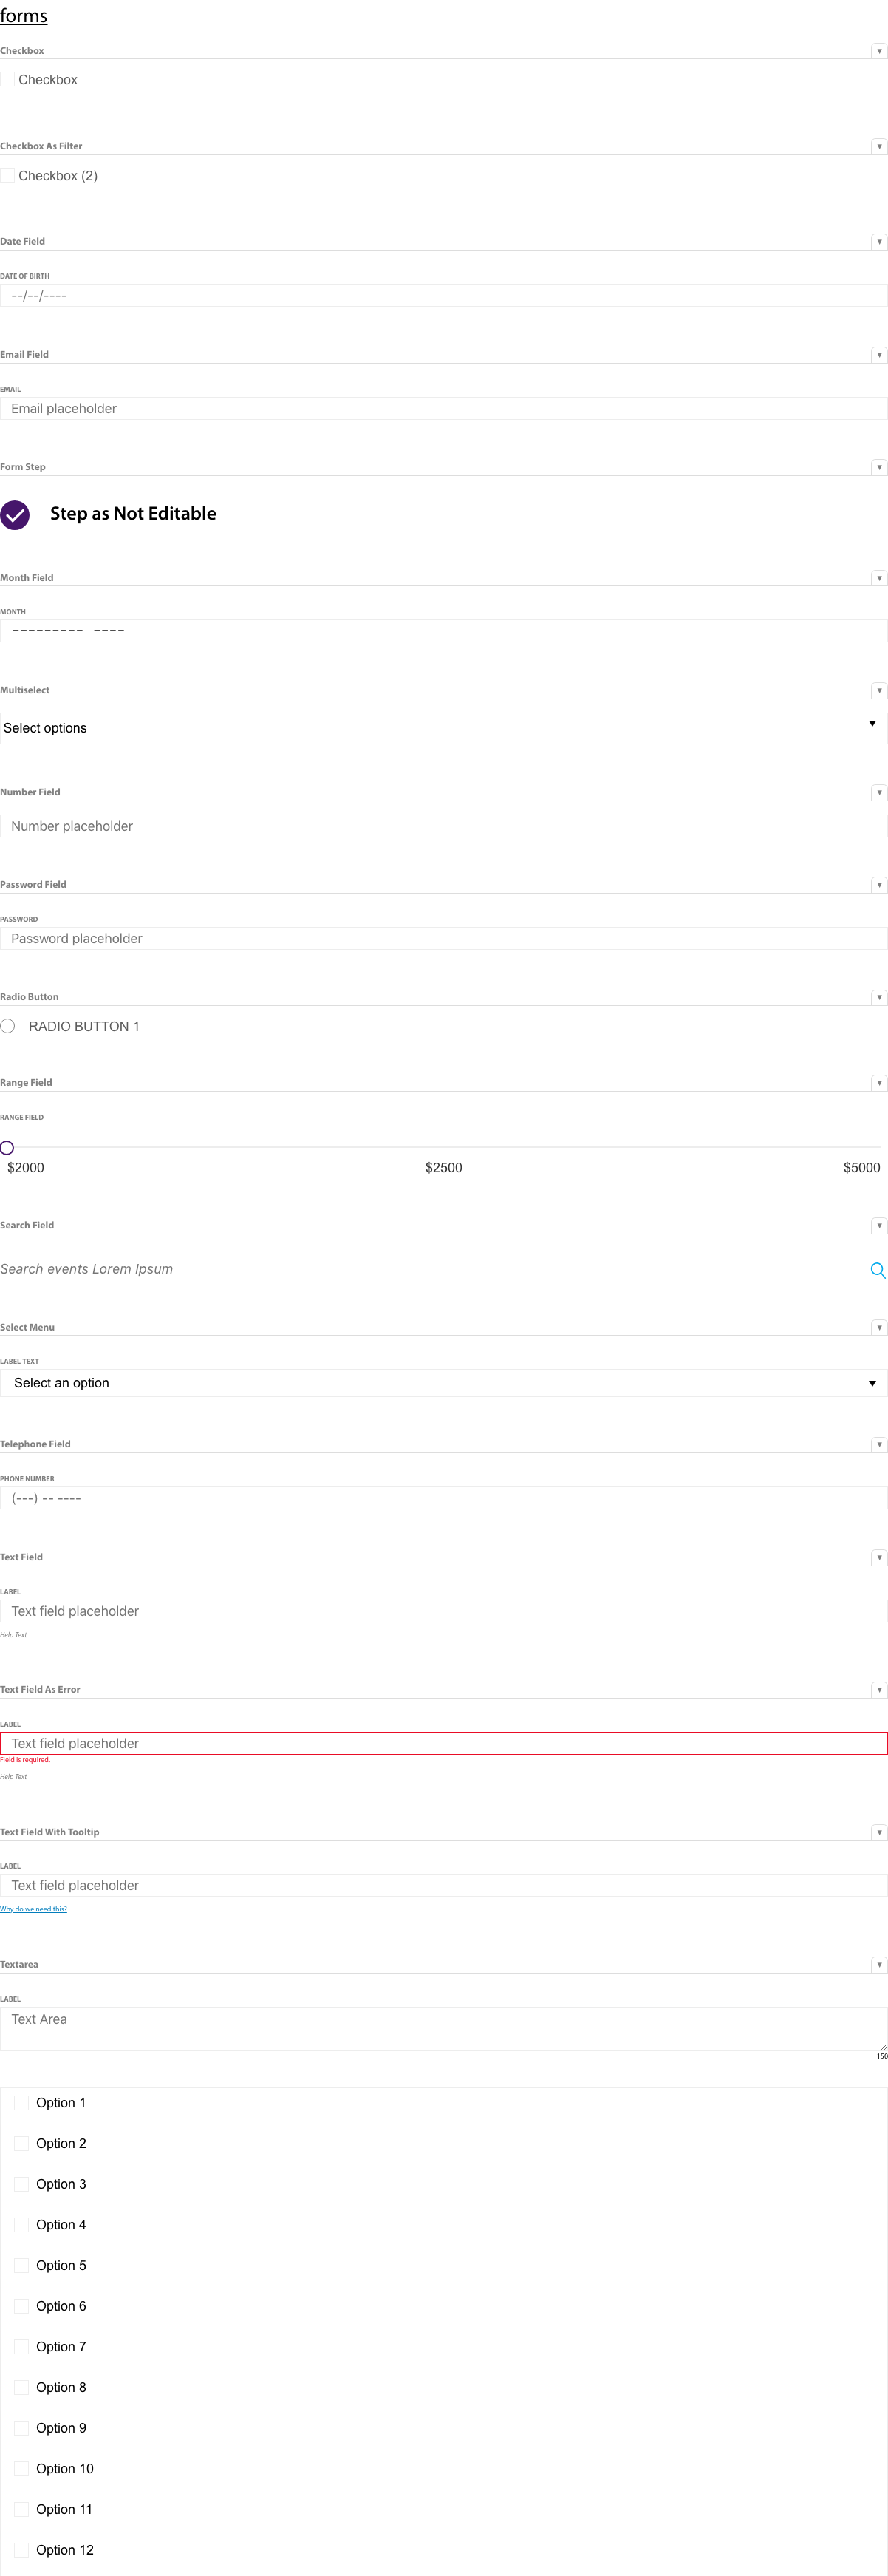 forms
Checkbox
Checkbox
Checkbox As Filter
Checkbox (2)
Date Field
DATE OF BIRTH
--/--/----
Email Field
EMAIL
Email placeholder
Form Step
Step as Not Editable
Month Field
MONTH
--------- ----
Multiselect
Select options
Number Field
Number placeholder
Password Field
PASSWORD
Password placeholder
Radio Button
RADIO BUTTON 1
Range Field
RANGE FIELD
$2000 $2500 $5000
Search Field
Search events Lorem Ipsum
Select Menu
LABEL TEXT
Select an option
Telephone Field
PHONE NUMBER
(---) -- ----
Text Field
LABEL
Text field placeholder
Help Text
Text Field As Error
LABEL
Text field placeholder
Field is required.
Help Text
Text Field With Tooltip
LABEL
Text field placeholder
Why do we need this?
Textarea
LABEL
Text Area
150
Option 1
Option 2
Option 3
Option 4
Option 5
Option 6
Option 7
Option 8
Option 9
Option 10
Option 11
Option 12